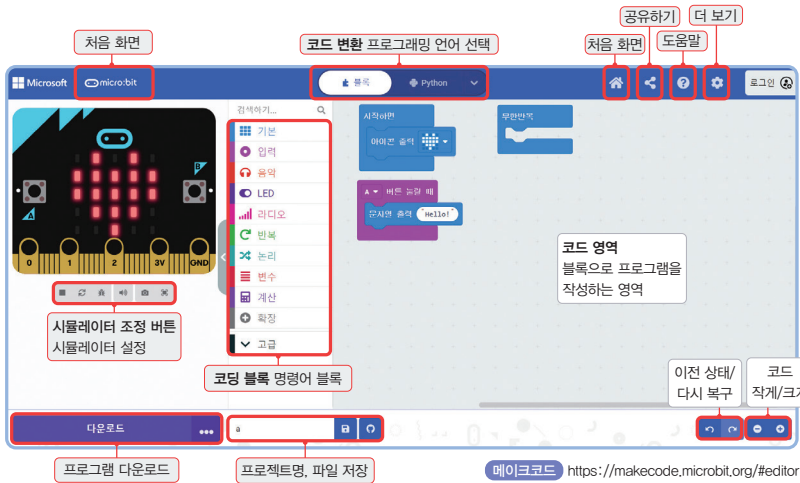 공유하기 더 보기
처음 화면 코드 변환 프로그래밍 언어 선택 처음 화면 도움말
Microsoft micro:bit 블록 Python 로그인
검색하기...
기본
입력
음악
LED
라디오
반복
논리
변수
계산
확장
고급
시작하면
아이콘 출력
무한반복
A 버튼 눌릴 때
문자열 출력 "Hello!"
B
A
0 1 2 3V GND
시뮬레이터 조정 버튼
시뮬레이터 설정
코드 영역
블록으로 프로그램을
작성하는 영역
코딩 블록 명령어 블록
이전 상태/
다시 복구
코드
작게/크게
다운로드 ••• a
프로그램 다운로드 프로젝트명, 파일 저장
메이크코드 https://makecode.microbit.org/#editor